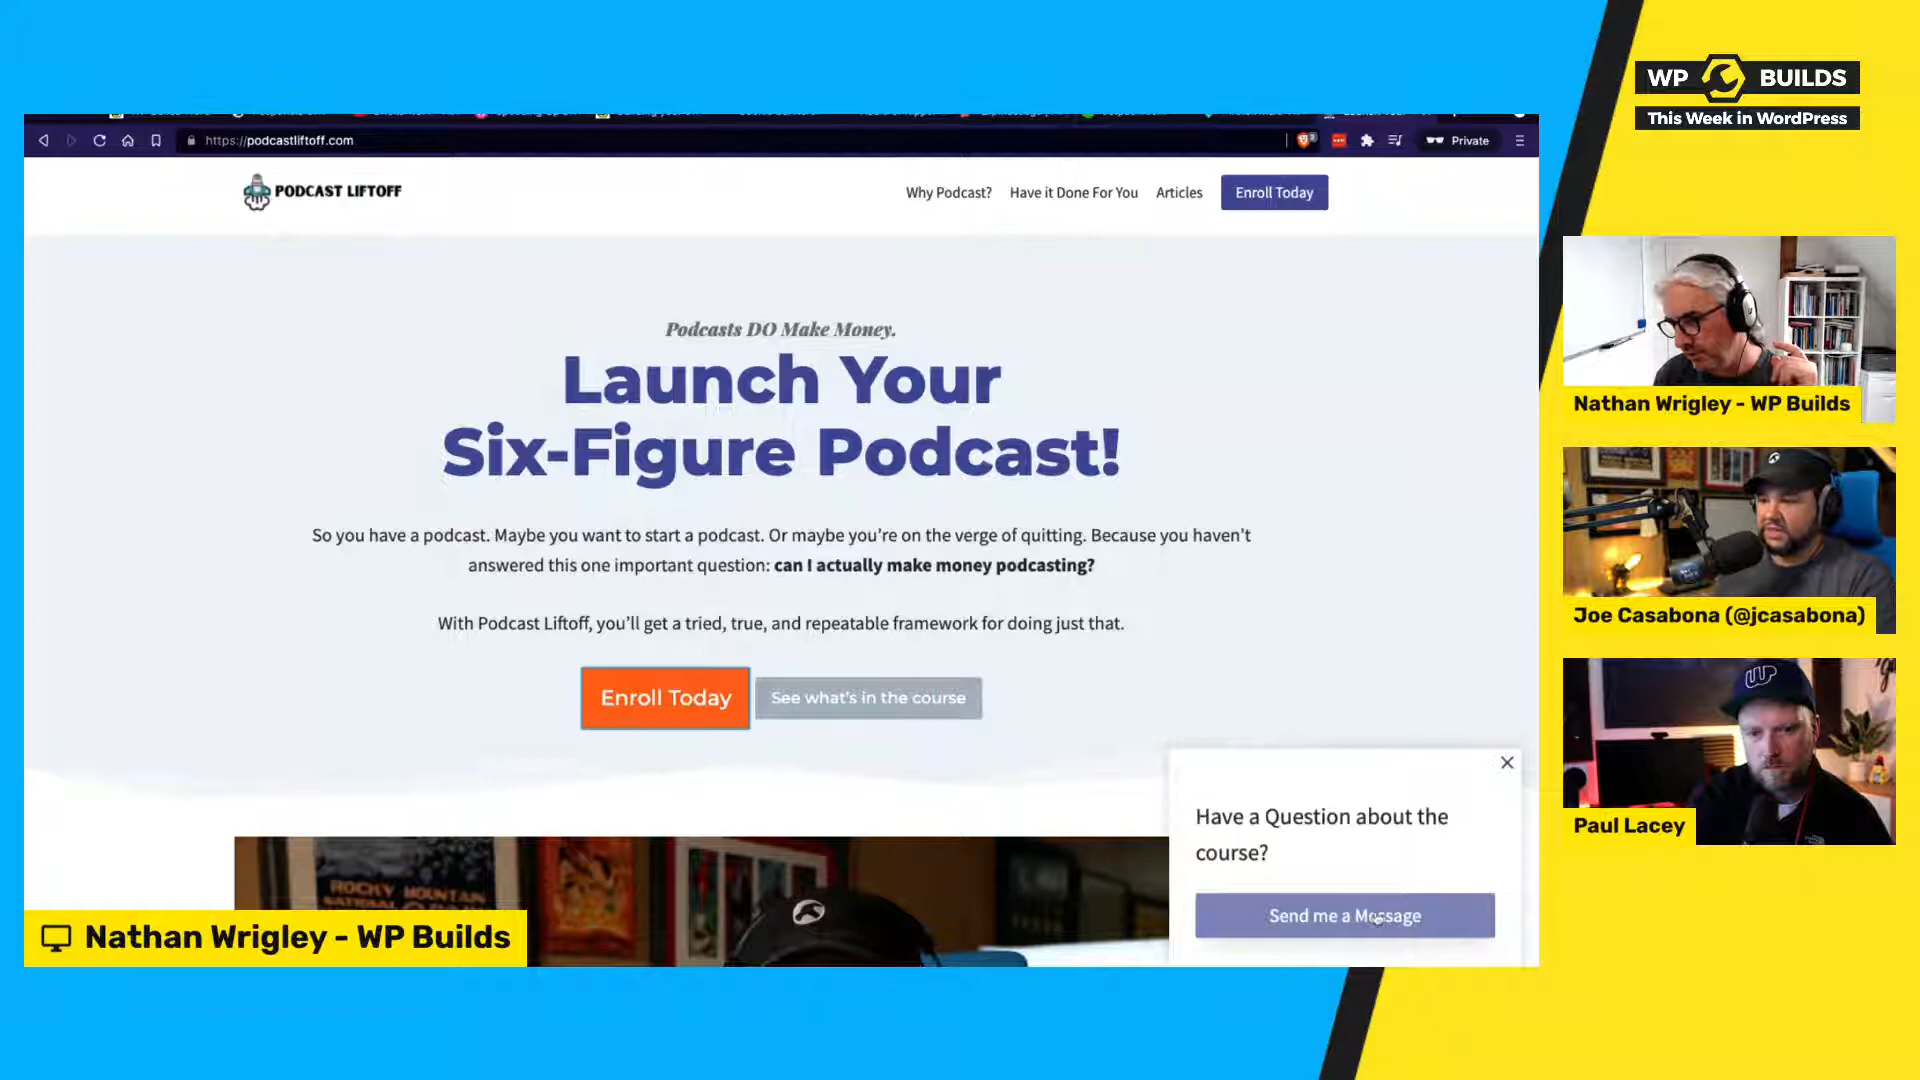 WP BUILDS
This Week in WordPress
https://podcastliftoff.com
Private
PODCAST LIFTOFF
Why Podcast?
Have it Done For You
Articles
Enroll Today
Podcasts DO Make Money.
Launch Your
Six-Figure Podcast!
So you have a podcast. Maybe you want to start a podcast. Or maybe you're on the verge of quitting. Because you haven't
answered this one important question: can I actually make money podcasting?
With Podcast Liftoff, you'll get a tried, true, and repeatable framework for doing just that.
Enroll Today
See what's in the course
Have a Question about the
course?
Send me a Message
ROCKY MOUNTAIN
Nathan Wrigley - WP Builds
Nathan Wrigley - WP Builds
Joe Casabona (@jcasabona)
Paul Lacey